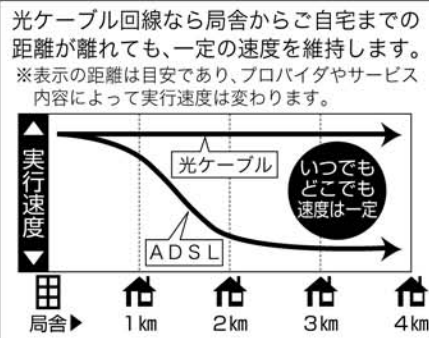 光ケーブル回線なら局舎からご自宅までの
距離が離れても、一定の速度を維持します。
※表示の距離は目安であり、プロバイダやサービス
内容によって実行速度は変わります。
▲
実行速度
▼
光ケーブル
いつでも
どこでも
速度は一定
ADSL
局舎▶ 1km 2km 3km 4km